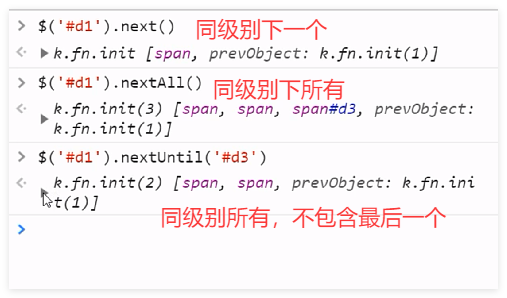 > $('#d1').next() 同级别下一个
<· ▶ k.fn.init [span, prevObject: k.fn.init(1)]
> $('#d1').nextAll() 同级别下所有
<· ▶ k.fn.init(3) [span, span, span#d3, prevObject:
k.fn.init(1)]
> $('#d1').nextUntil('#d3')
<· ▶ k.fn.init(2) [span, span, prevObject: k.fn.ini
t(1)]
同级别所有，不包含最后一个
>